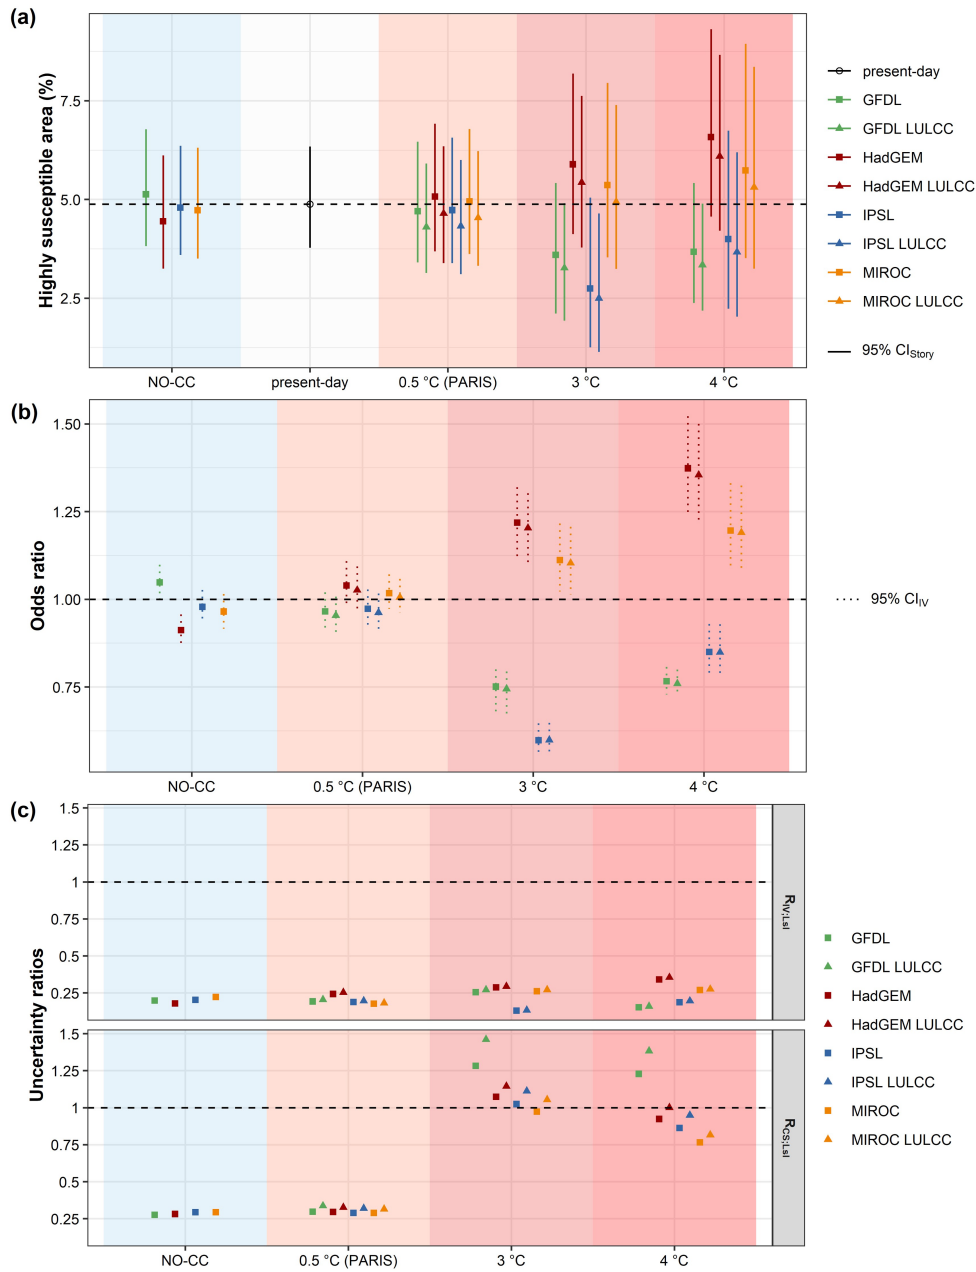 (a)
Highly susceptible area (%)
7.5
5.0
2.5
NO-CC
present-day
0.5 °C (PARIS)
3 °C
4 °C
present-day
GFDL
GFDL LULCC
HadGEM
HadGEM LULCC
IPSL
IPSL LULCC
MIROC
MIROC LULCC
95% CI_Story
(b)
Odds ratio
1.50
1.25
1.00
0.75
NO-CC
0.5 °C (PARIS)
3 °C
4 °C
95% CI_IV
(c)
Uncertainty ratios
1.5
1.25
1
0.75
0.5
0.25
R_IV;Lsl
1.5
1.25
1
0.75
0.5
0.25
R_CS;Lsl
NO-CC
0.5 °C (PARIS)
3 °C
4 °C
GFDL
GFDL LULCC
HadGEM
HadGEM LULCC
IPSL
IPSL LULCC
MIROC
MIROC LULCC